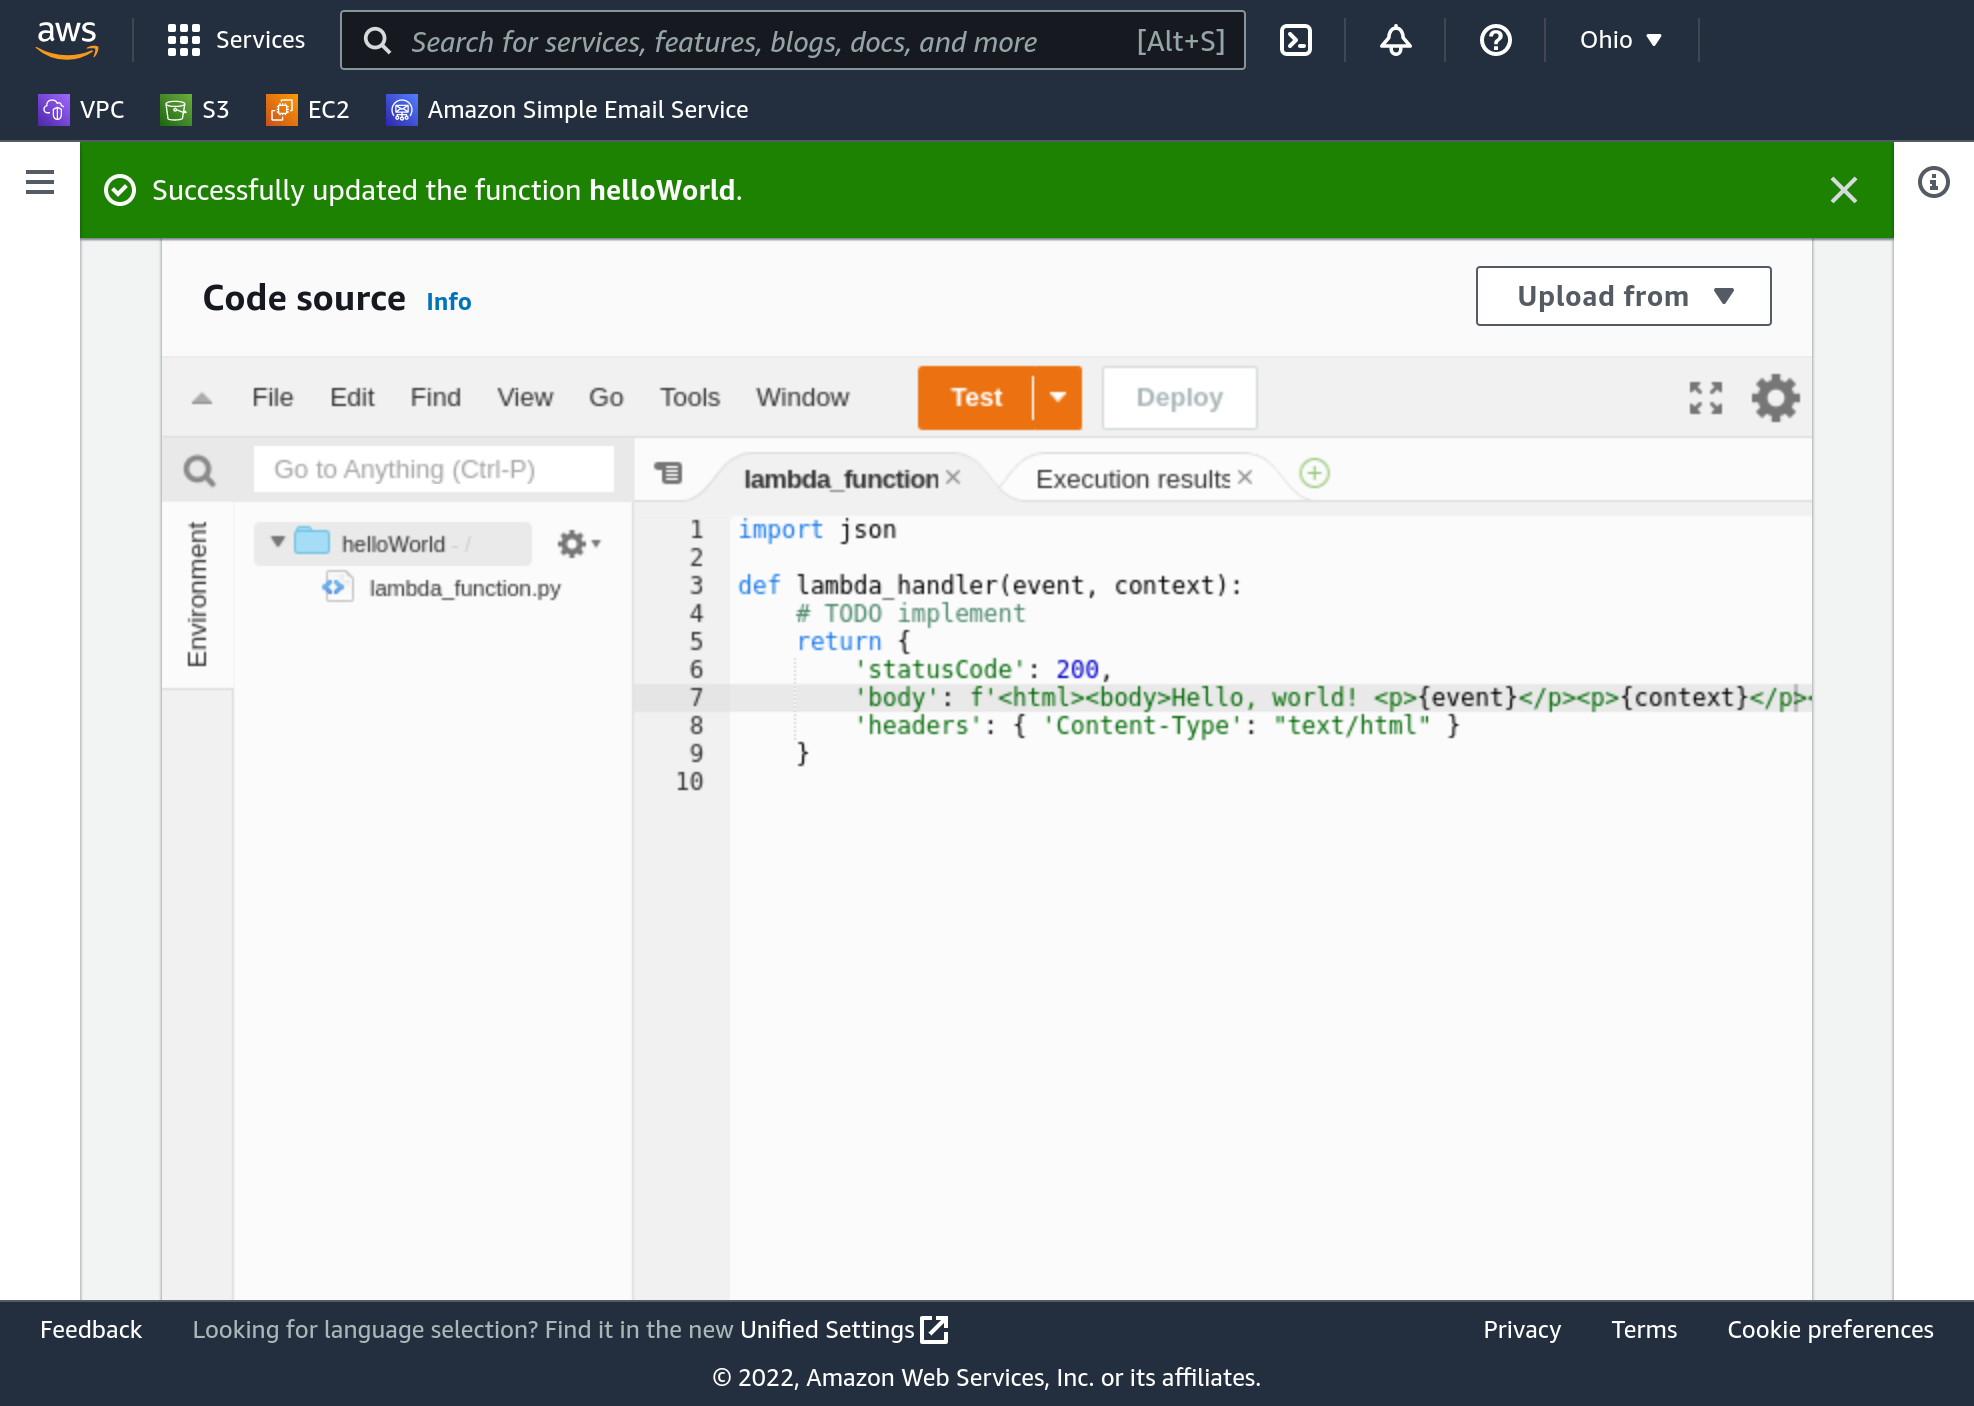 aws
Services
Search for services, features, blogs, docs, and more
[Alt+S]
Ohio
VPC
S3
EC2
Amazon Simple Email Service
Successfully updated the function helloWorld.
Code source Info
Upload from
File Edit Find View Go Tools Window
Test
Deploy
Go to Anything (Ctrl-P)
lambda_function
Execution results
Environment
helloWorld - /
lambda_function.py
1 import json
2
3 def lambda_handler(event, context):
4     # TODO implement
5     return {
6         'statusCode': 200,
7         'body': f'<html><body>Hello, world! <p>{event}</p><p>{context}</p><
8         'headers': { 'Content-Type': "text/html" }
9     }
10
Feedback
Looking for language selection? Find it in the new Unified Settings
Privacy
Terms
Cookie preferences
© 2022, Amazon Web Services, Inc. or its affiliates.